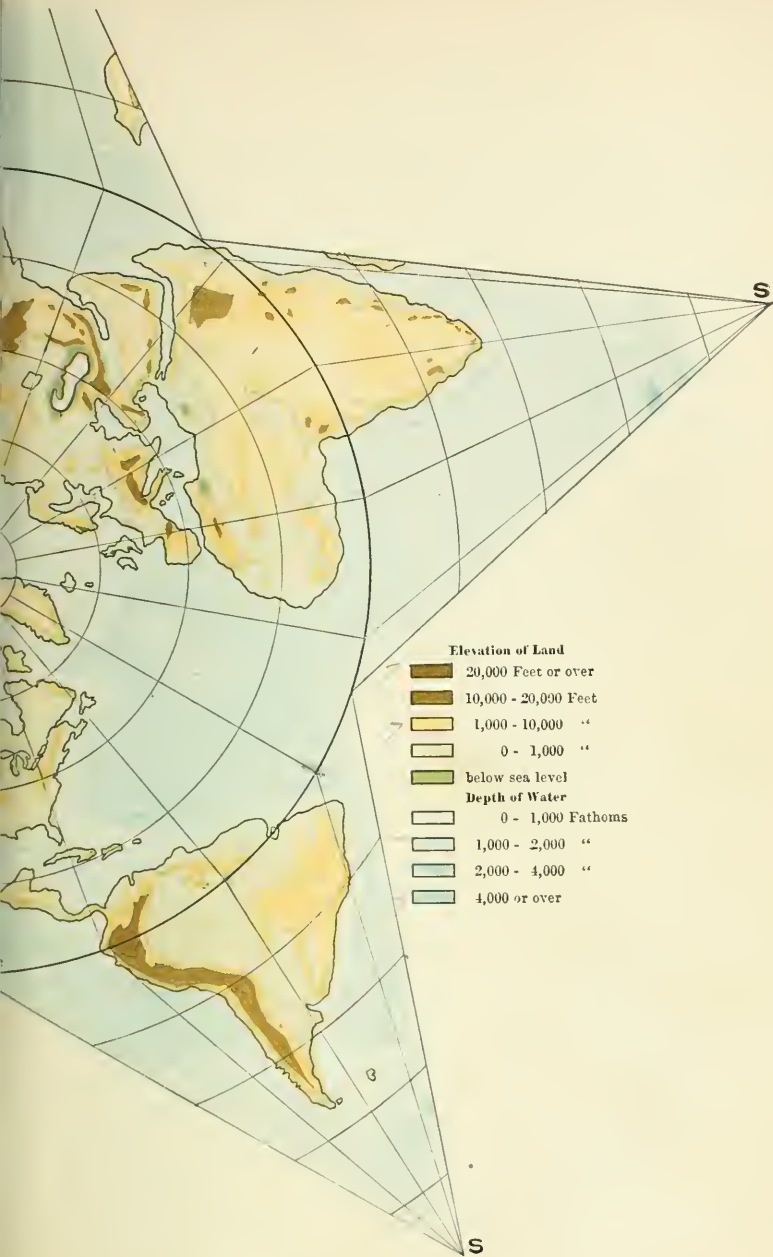 S
Elevation of Land
20,000 Feet or over
10,000 - 20,000 Feet
1,000 - 10,000 "
0 - 1,000 "
below sea level
Depth of Water
0 - 1,000 Fathoms
1,000 - 2,000 "
2,000 - 4,000 "
4,000 or over
S